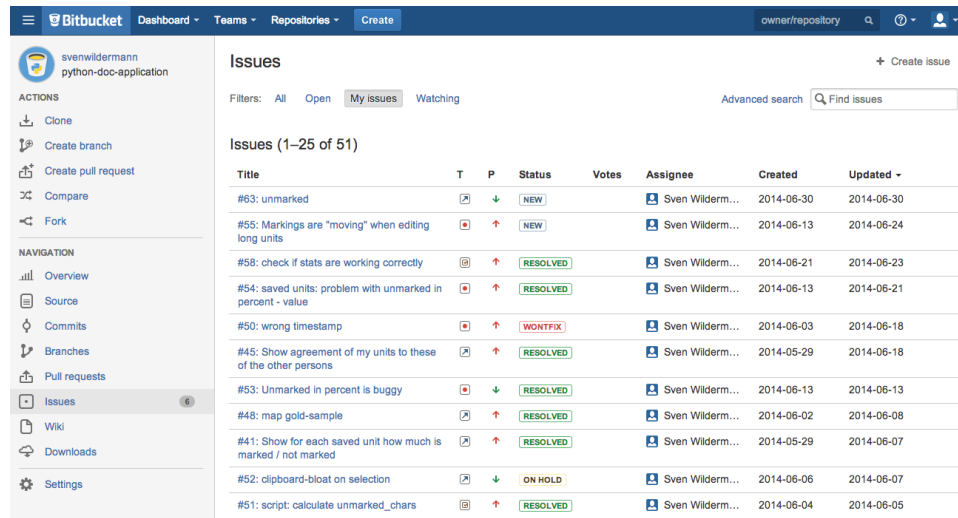 Bitbucket Dashboard Teams Repositories Create owner/repository
svenwildermann
python-doc-application
ACTIONS
Clone
Create branch
Create pull request
Compare
Fork
NAVIGATION
Overview
Source
Commits
Branches
Pull requests
Issues 6
Wiki
Downloads
Settings
Issues
+ Create issue
Filters: All Open My issues Watching
Advanced search Find issues
Issues (1–25 of 51)
Title T P Status Votes Assignee Created Updated
#63: unmarked NEW Sven Wilderm... 2014-06-30 2014-06-30
#55: Markings are "moving" when editing
long units
NEW Sven Wilderm... 2014-06-13 2014-06-24
#58: check if stats are working correctly RESOLVED Sven Wilderm... 2014-06-21 2014-06-23
#54: saved units: problem with unmarked in
percent - value
RESOLVED Sven Wilderm... 2014-06-13 2014-06-21
#50: wrong timestamp WONTFIX Sven Wilderm... 2014-06-03 2014-06-18
#45: Show agreement of my units to these
of the other persons
RESOLVED Sven Wilderm... 2014-05-29 2014-06-18
#53: Unmarked in percent is buggy RESOLVED Sven Wilderm... 2014-06-13 2014-06-13
#48: map gold-sample RESOLVED Sven Wilderm... 2014-06-02 2014-06-08
#41: Show for each saved unit how much is
marked / not marked
RESOLVED Sven Wilderm... 2014-05-29 2014-06-07
#52: clipboard-bloat on selection ON HOLD Sven Wilderm... 2014-06-06 2014-06-07
#51: script: calculate unmarked_chars RESOLVED Sven Wilderm... 2014-06-04 2014-06-05